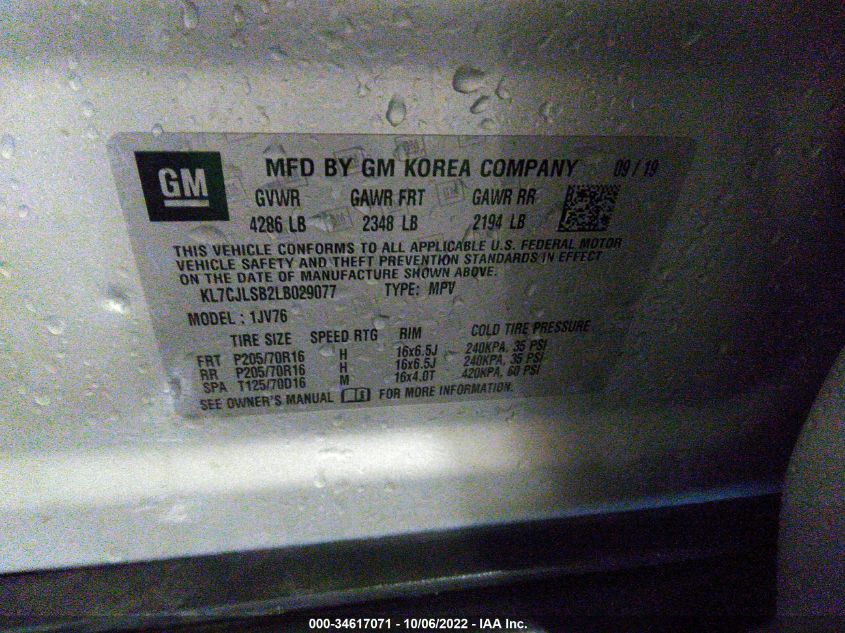 GM MFD BY GM KOREA COMPANY 09/19
GVWR GAWR FRT GAWR RR
4286 LB 2348 LB 2194 LB
THIS VEHICLE CONFORMS TO ALL APPLICABLE U.S. FEDERAL MOTOR
VEHICLE SAFETY AND THEFT PREVENTION STANDARDS IN EFFECT
ON THE DATE OF MANUFACTURE SHOWN ABOVE.
KL7CJLSB2LB029077 TYPE: MPV
MODEL: 1JV76
TIRE SIZE SPEED RTG RIM COLD TIRE PRESSURE
FRT P205/70R16 H 16x6.5J 240KPA, 35 PSI
RR P205/70R16 H 16x6.5J 240KPA, 35 PSI
SPA T125/70D16 M 16x4.0T 420KPA, 60 PSI
SEE OWNER'S MANUAL FOR MORE INFORMATION.
000-34617071 - 10/06/2022 - IAA Inc.